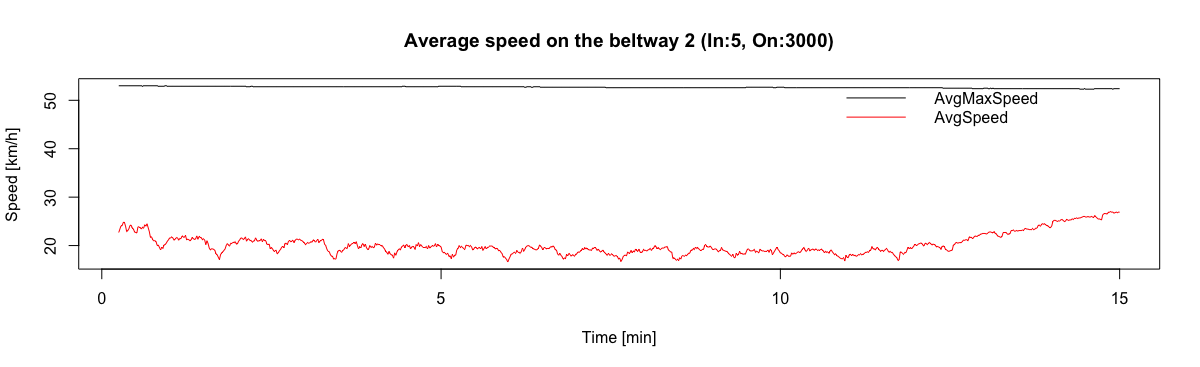 Average speed on the beltway 2 (In:5, On:3000)
Speed [km/h]
50
40
30
20
AvgMaxSpeed
AvgSpeed
0
5
10
15
Time [min]